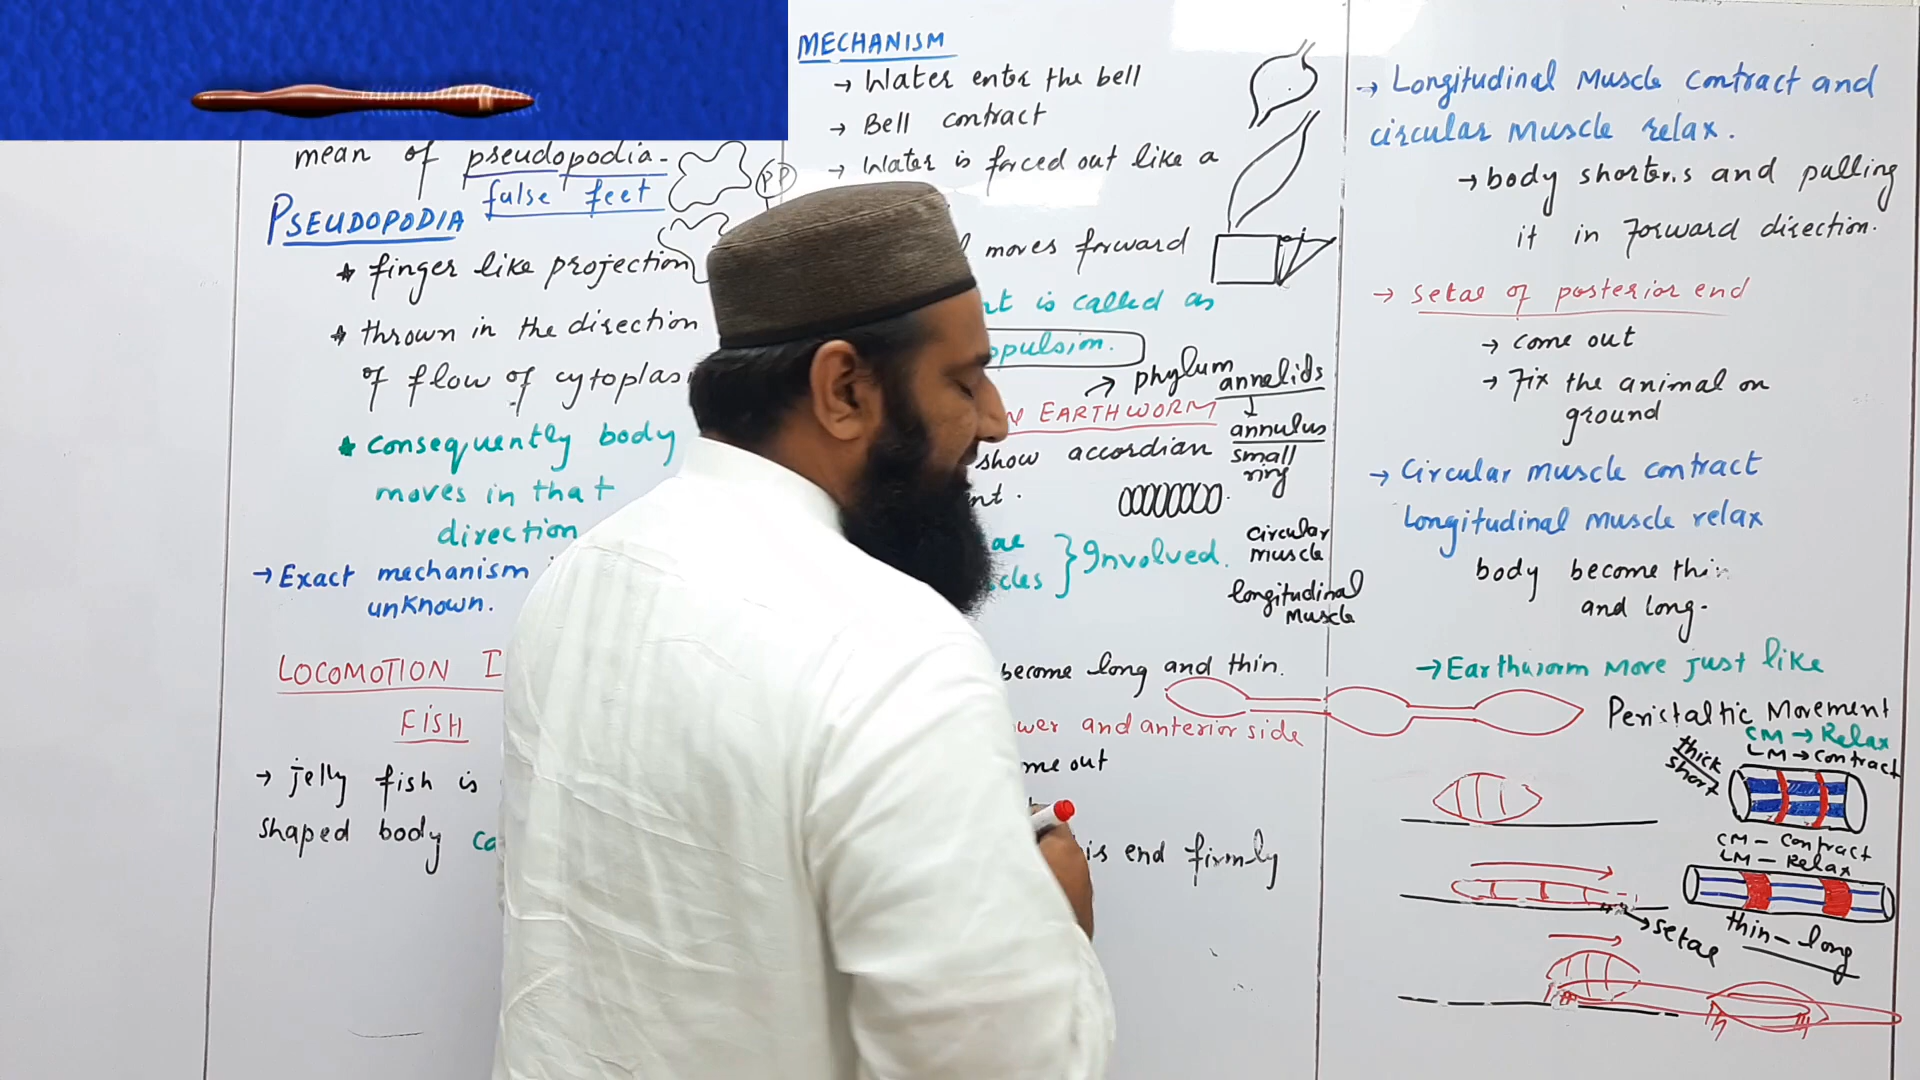 mean of pseudopodia-
false feet
PP
PSEUDOPODIA
* finger like projection
* thrown in the direction
of flow of cytoplas
* consequently body
moves in that
direction
→ Exact mechanism
unknown.
LOCOMOTION I
FISH
→ jelly fish is
shaped body
MECHANISM
→ Water enter the bell
→ Bell contract
→ Water is forced out like a
moves forward
is called as
opulsion.
→ phylum annelids
EARTHWORM
annulus
small
ring
show accordian
nt.
ae
scles } Involved.
circular
muscle
longitudinal
Muscle
become long and thin.
wer and anterior side
me out
is end firmly
→ Longitudinal Muscle contract and
circular Muscle relax.
→ body shorters and pulling
it in forward direction.
→ Setae of posterior end
→ come out
→ Fix the animal on
ground
→ Circular muscle contract
Longitudinal Muscle relax
body become thin
and long.
→ Earthworm Move just like
Perictaltic Movement
CM → Relax
LM → contract
thick
short
CM - Contract
LM - Relax
→ setae
thin - long